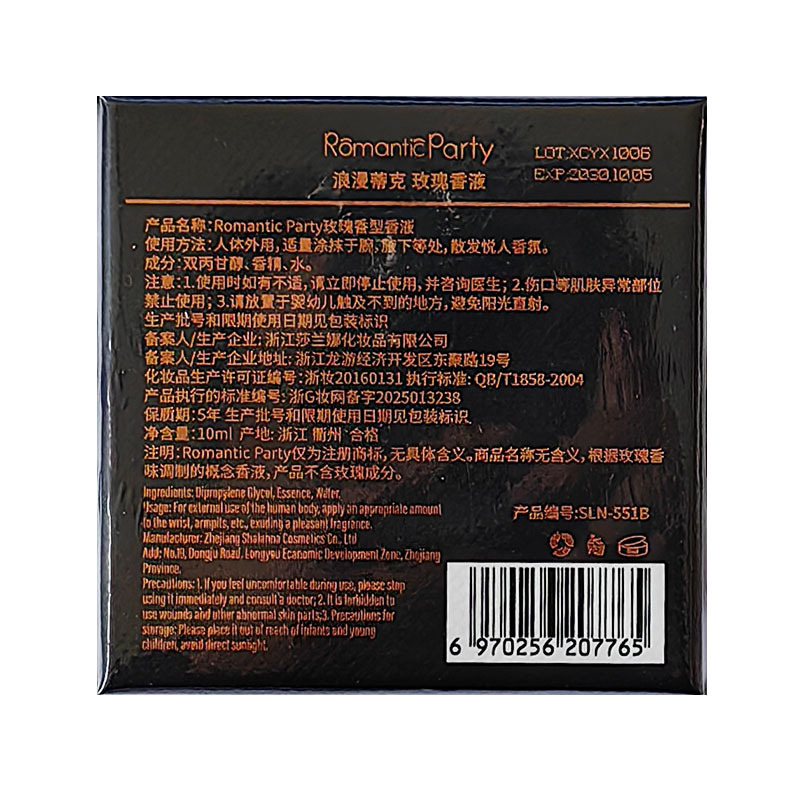 RomanticParty
浪漫蒂克 玫瑰香液
LOT:XCYX1006
EXP:2030.10.05
产品名称:Romantic Party玫瑰香型香液
使用方法:人体外用,适量涂抹于腕、腋下等处,散发悦人香氛。
成分:双丙甘醇、香精、水。
注意:1.使用时如有不适,请立即停止使用,并咨询医生;2.伤口等肌肤异常部位
禁止使用;3.请放置于婴幼儿触及不到的地方,避免阳光直射。
生产批号和限期使用日期见包装标识
备案人/生产企业:浙江莎兰娜化妆品有限公司
备案人/生产企业地址:浙江龙游经济开发区东聚路19号
化妆品生产许可证编号:浙妆20160131 执行标准:QB/T1858-2004
产品执行的标准编号:浙G妆网备字2025013238
保质期:5年 生产批号和限期使用日期见包装标识
净含量:10ml 产地:浙江 衢州 合格
注明:Romantic Party仅为注册商标,无具体含义。商品名称无含义,根据玫瑰香
味调制的概念香液,产品不含玫瑰成分。
Ingredients: Dipropylene Glycol, Essence, Water.
Usage: For external use of the human body, apply an appropriate amount
to the wrist, armpits, etc., exuding a pleasant fragrance.
Manufacturer: Zhejiang Shalanna Cosmetics Co., Ltd
Add: No.19, Dongju Road, Longyou Economic Development Zone, Zhejiang
Province.
Precautions: 1. If you feel uncomfortable during use, please stop
using it immediately and consult a doctor; 2. It is forbidden to
use wounds and other abnormal skin parts;3. Precautions for
storage: Please place it out of reach of infants and young
children, avoid direct sunlight.
产品编号:SLN-551B
6 970256 207765